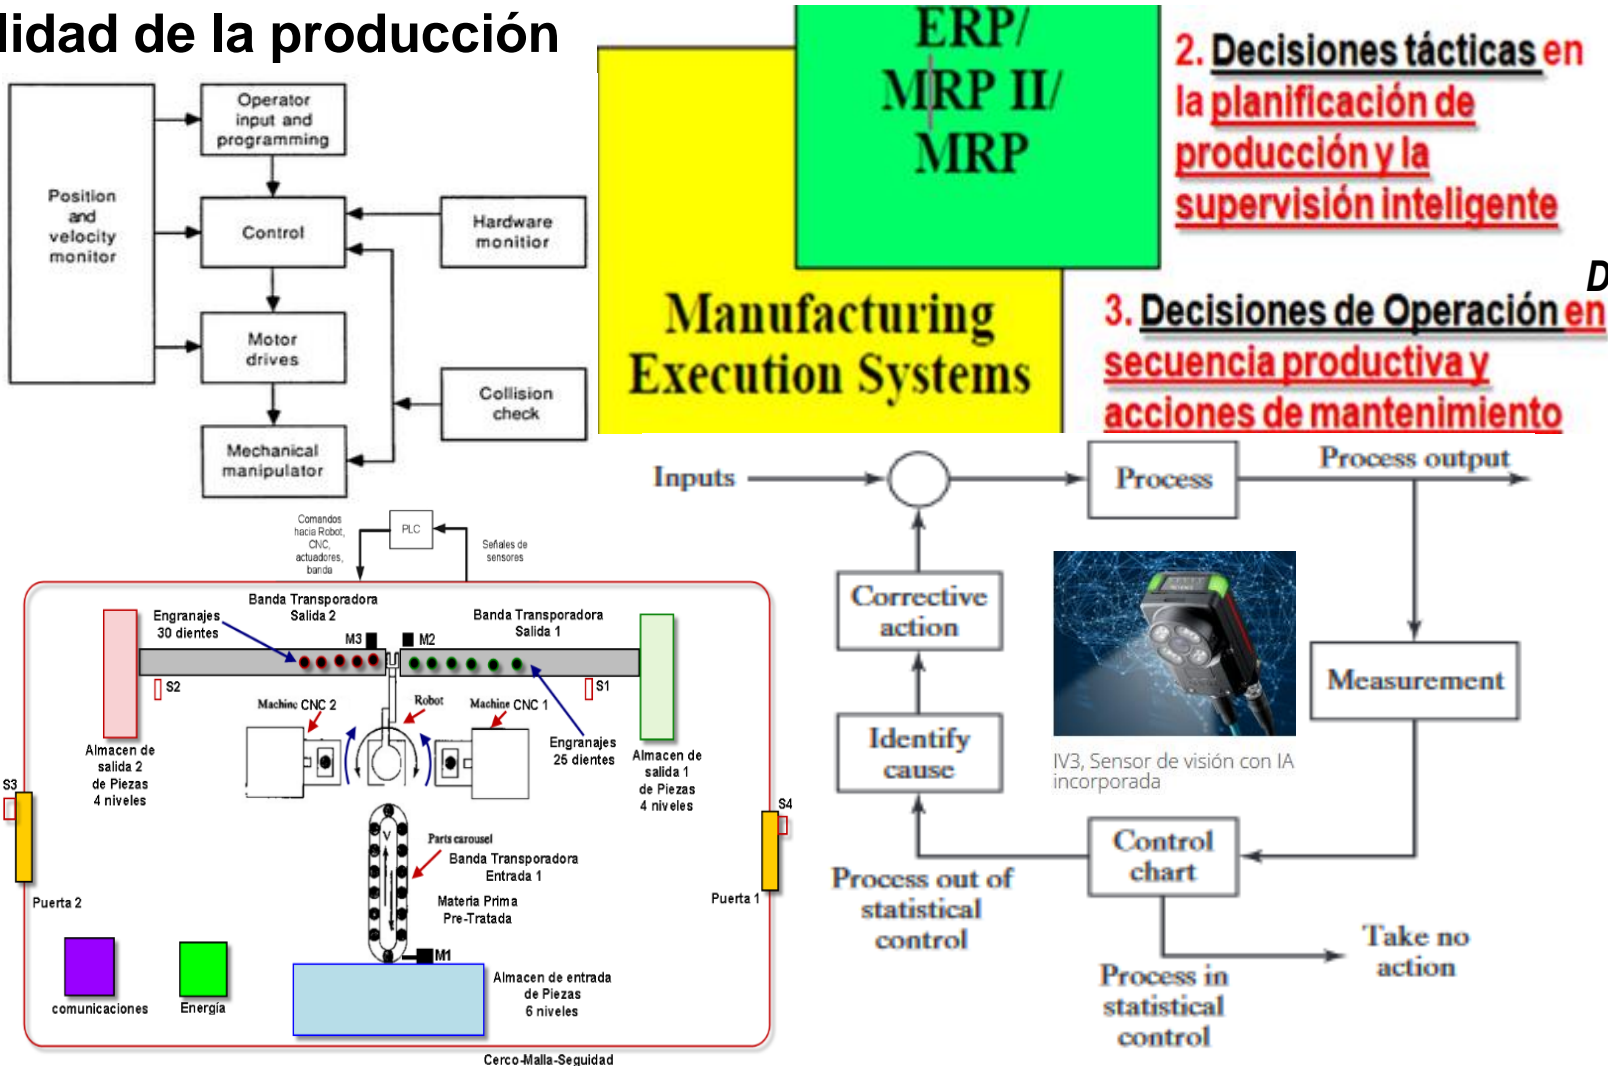 lidad de la producción
Operator
input and
programming
Position
and
velocity
monitor
Control
Hardware
monitior
Motor
drives
Collision
check
Mechanical
manipulator
ERP/
MRP II/
MRP
Manufacturing
Execution Systems
2. Decisiones tácticas en
la planificación de
producción y la
supervisión inteligente
D
3. Decisiones de Operación en
secuencia productiva y
acciones de mantenimiento
Comandos
hacia Robot,
CNC,
actuadores,
banda
PLC
Señales de
sensores
Engranajes
30 dientes
Banda Transportadora
Salida 2
Banda Transportadora
Salida 1
M3
M2
S2
S1
Machine CNC 2
Robot
Machine CNC 1
Engranajes
25 dientes
Almacen de
salida 2
de Piezas
4 niveles
Almacen de
salida 1
de Piezas
4 niveles
S3
S4
V
Parts carousel
Banda Transportadora
Entrada 1
Materia Prima
Pre-Tratada
Puerta 2
Puerta 1
M1
comunicaciones
Energía
Almacen de entrada
de Piezas
6 niveles
Cerco-Malla-Seguidad
Inputs
Process
Process output
Corrective
action
Measurement
Identify
cause
IV3, Sensor de visión con IA
incorporada
Control
chart
Process out of
statistical
control
Take no
action
Process in
statistical
control